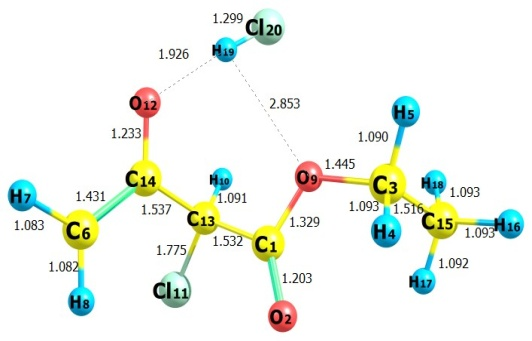 1.299
Cl20
H19
1.926
2.853
O12
H5
1.233
1.090
H10
O9
1.445
C14
H18
1.093
H7
1.431
1.091
C3
1.093
1.516
1.083
1.537
C13
1.329
H4
C15
1.093
H16
C6
1.532
C1
1.775
1.082
1.092
H17
1.203
H8
Cl11
O2